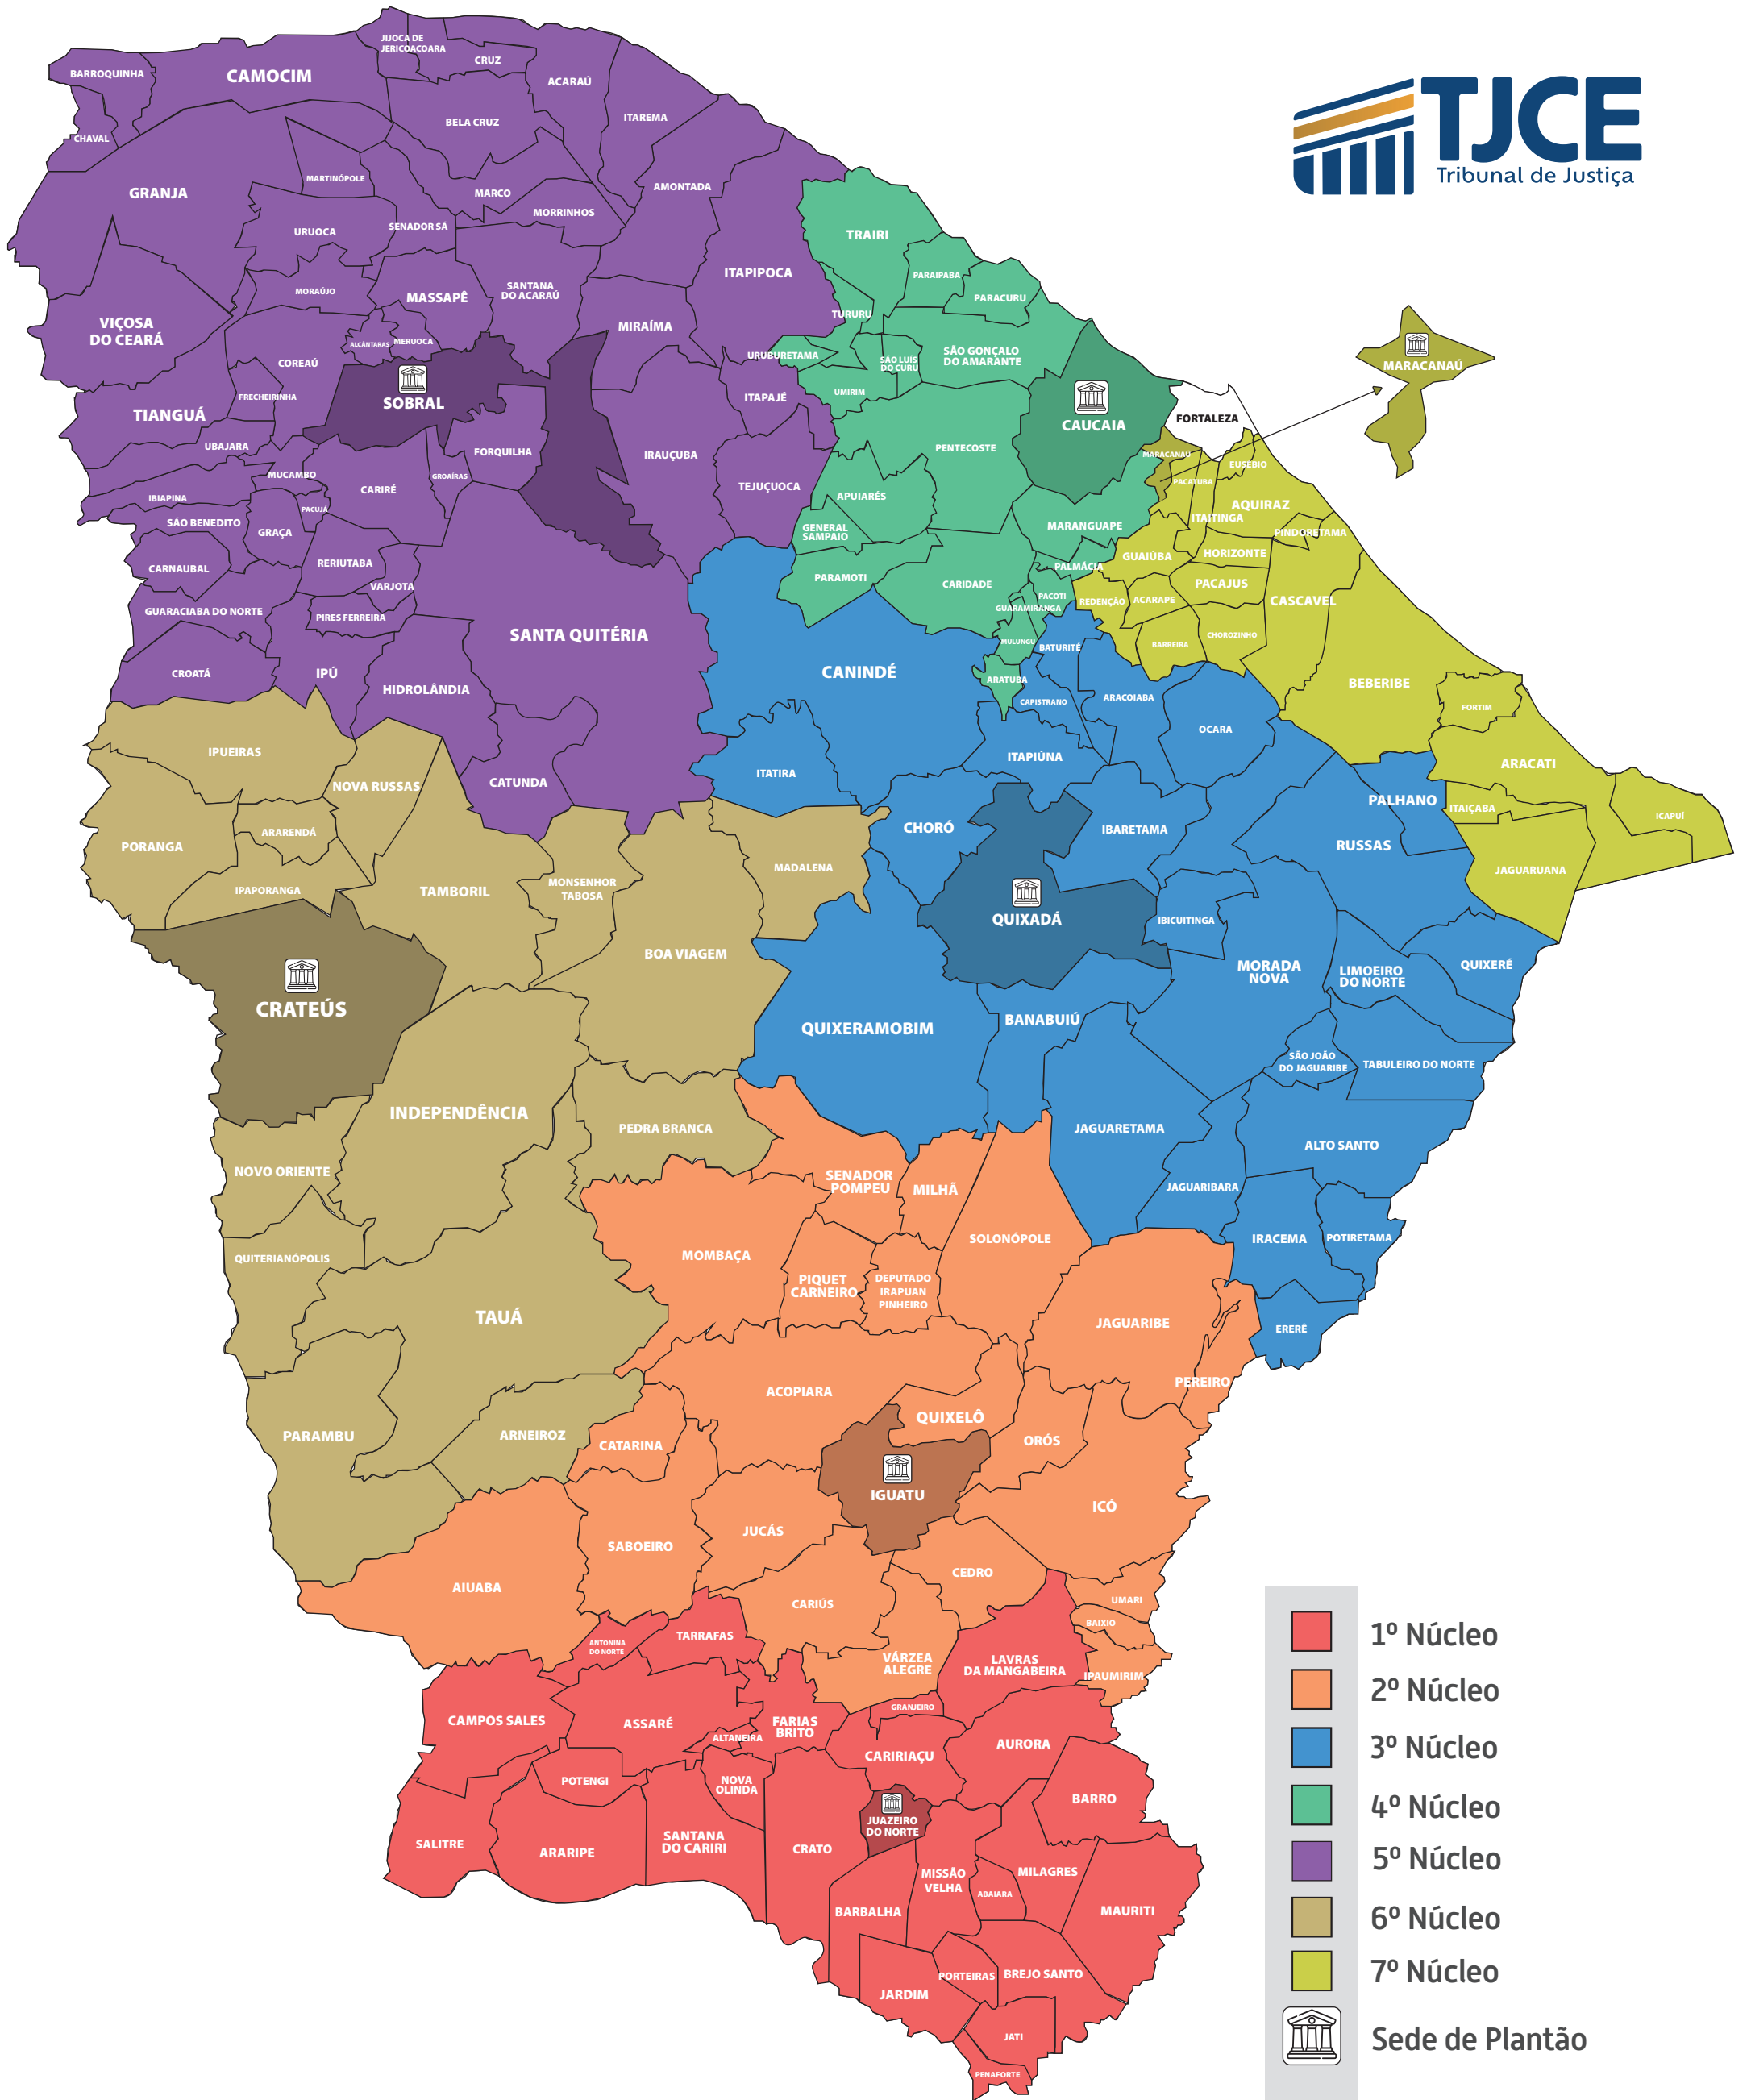 TJCE
Tribunal de Justiça
JIJOCA DE
JERICOACOARA
CRUZ
BARROQUINHA
CAMOCIM
ACARAÚ
BELA CRUZ
ITAREMA
CHAVAL
MARTINÓPOLE
GRANJA
MARCO
AMONTADA
MORRINHOS
SENADOR SÁ
URUOCA
TRAIRI
ITAPIPOCA
PARAIPABA
MORAÚJO
MASSAPÊ
SANTANA
DO ACARAÚ
PARACURU
TURURU
VIÇOSA
DO CEARÁ
MIRAÍMA
ALCÂNTARAS
MERUOCA
URUBURETAMA
SÃO LUÍS
DO CURU
SÃO GONÇALO
DO AMARANTE
MARACANAÚ
COREAÚ
SOBRAL
FRECHEIRINHA
ITAPAJÉ
UMIRIM
TIANGUÁ
CAUCAIA
FORTALEZA
UBAJARA
FORQUILHA
IRAUÇUBA
PENTECOSTE
MARACANAÚ
EUSÉBIO
MUCAMBO
GROAÍRAS
CARIRÉ
TEJUÇUOCA
PACATUBA
IBIAPINA
PACUJÁ
APUIARÉS
AQUIRAZ
SÃO BENEDITO
GRAÇA
ITAITINGA
MARANGUAPE
GENERAL
SAMPAIO
PINDORETAMA
CARNAUBAL
RERIUTABA
HORIZONTE
GUAIÚBA
PALMÁCIA
VARJOTA
PARAMOTI
CARIDADE
PACAJUS
PACOTI
REDENÇÃO
ACARAPE
CASCAVEL
GUARACIABA DO NORTE
PIRES FERREIRA
GUARAMIRANGA
SANTA QUITÉRIA
MULUNGU
BATURITÉ
BARREIRA
CHOROZINHO
CROATÁ
IPÚ
HIDROLÂNDIA
CANINDÉ
ARATUBA
BEBERIBE
CAPISTRANO
ARACOIABA
FORTIM
OCARA
IPUEIRAS
ITAPIÚNA
ARACATI
NOVA RUSSAS
CATUNDA
ITATIRA
PALHANO
ITAIÇABA
ICAPUÍ
ARARENDÁ
CHORÓ
IBARETAMA
PORANGA
RUSSAS
MADALENA
JAGUARUANA
IPAPORANGA
TAMBORIL
MONSENHOR
TABOSA
QUIXADÁ
IBICUITINGA
BOA VIAGEM
MORADA
NOVA
LIMOEIRO
DO NORTE
QUIXERÉ
CRATEÚS
QUIXERAMOBIM
BANABUIÚ
SÃO JOÃO
DO JAGUARIBE
TABULEIRO DO NORTE
INDEPENDÊNCIA
PEDRA BRANCA
JAGUARETAMA
ALTO SANTO
NOVO ORIENTE
SENADOR
POMPEU
MILHÃ
JAGUARIBARA
SOLONÓPOLE
IRACEMA
POTIRETAMA
QUITERIANÓPOLIS
MOMBAÇA
PIQUET
CARNEIRO
DEPUTADO
IRAPUAN
PINHEIRO
TAUÁ
JAGUARIBE
ERERÊ
PEREIRO
ACOPIARA
QUIXELÔ
PARAMBU
ARNEIROZ
CATARINA
ORÓS
IGUATU
ICÓ
JUCÁS
SABOEIRO
CEDRO
AIUABA
CARIÚS
UMARI
BAIXIO
TARRAFAS
ANTONINA
DO NORTE
VÁRZEA
ALEGRE
LAVRAS
DA MANGABEIRA
IPAUMIRIM
GRANJEIRO
CAMPOS SALES
ASSARÉ
FARIAS
BRITO
ALTANEIRA
CARIRIAÇU
AURORA
POTENGI
NOVA
OLINDA
BARRO
JUAZEIRO
DO NORTE
SALITRE
ARARIPE
SANTANA
DO CARIRI
CRATO
MISSÃO
VELHA
MILAGRES
ABAIARA
BARBALHA
MAURITI
PORTEIRAS
BREJO SANTO
JARDIM
JATI
PENAFORTE
1º Núcleo
2º Núcleo
3º Núcleo
4º Núcleo
5º Núcleo
6º Núcleo
7º Núcleo
Sede de Plantão